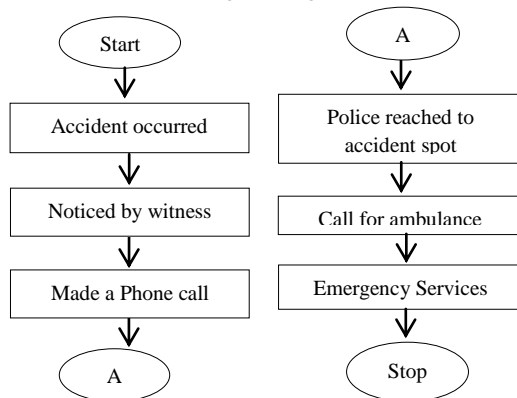 Start
Accident occurred
Noticed by witness
Made a Phone call
A
A
Police reached to
accident spot
Call for ambulance
Emergency Services
Stop